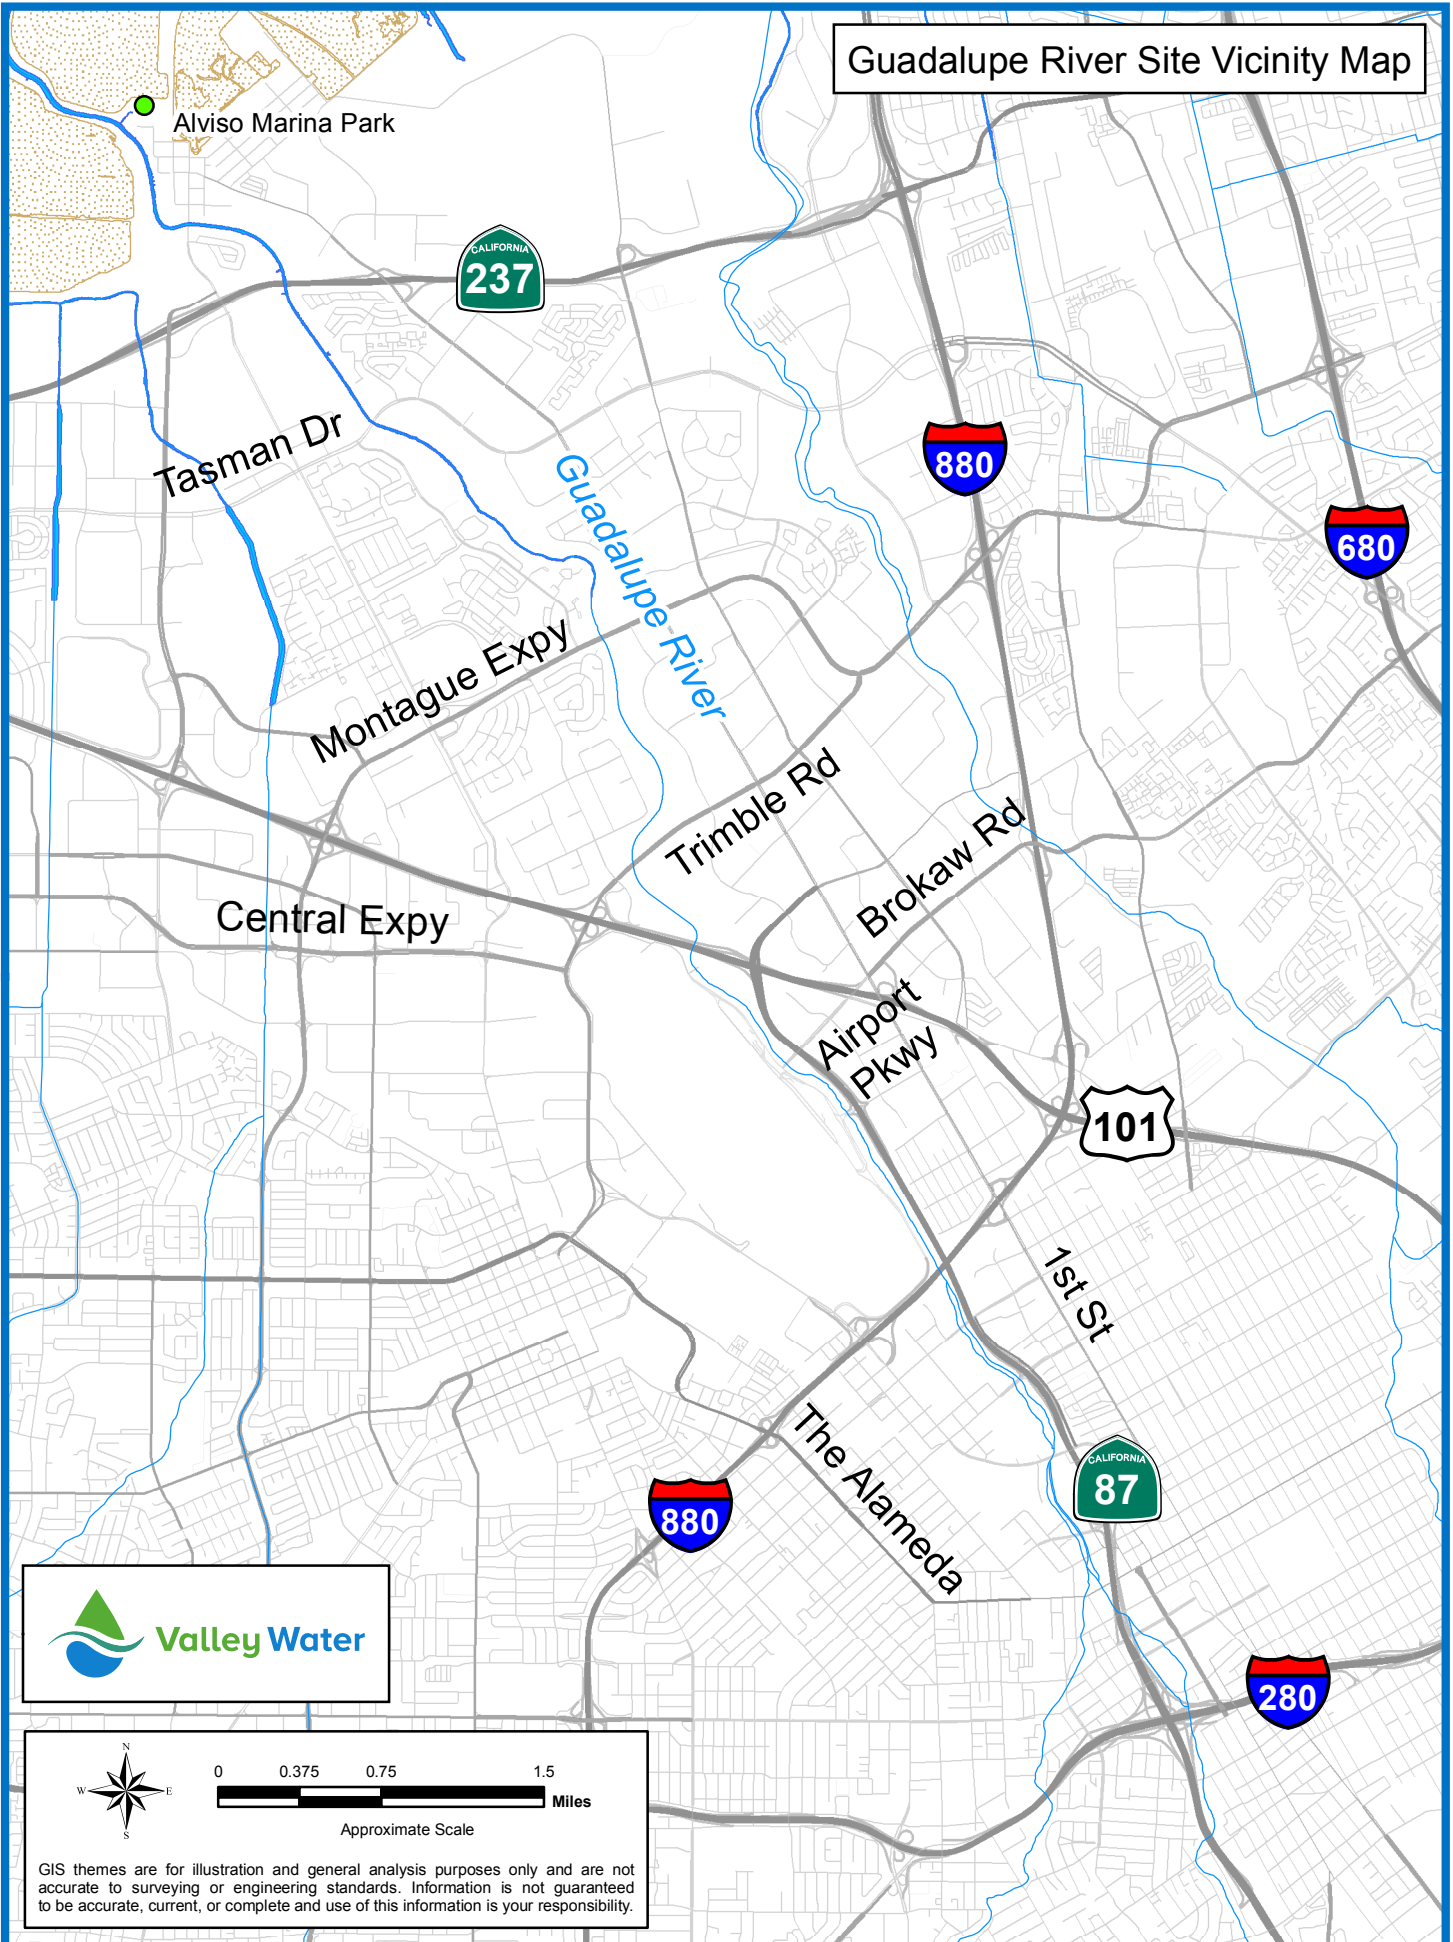 Guadalupe River Site Vicinity Map
Alviso Marina Park
CALIFORNIA
237
Tasman Dr
880
Guadalupe River
680
Montague Expy
Trimble Rd
Brokaw Rd
Central Expy
Airport
Pkwy
101
1st St
The Alameda
CALIFORNIA
87
880
Valley Water
280
N
W E
S
0 0.375 0.75 1.5
Miles
Approximate Scale
GIS themes are for illustration and general analysis purposes only and are not
accurate to surveying or engineering standards. Information is not guaranteed
to be accurate, current, or complete and use of this information is your responsibility.